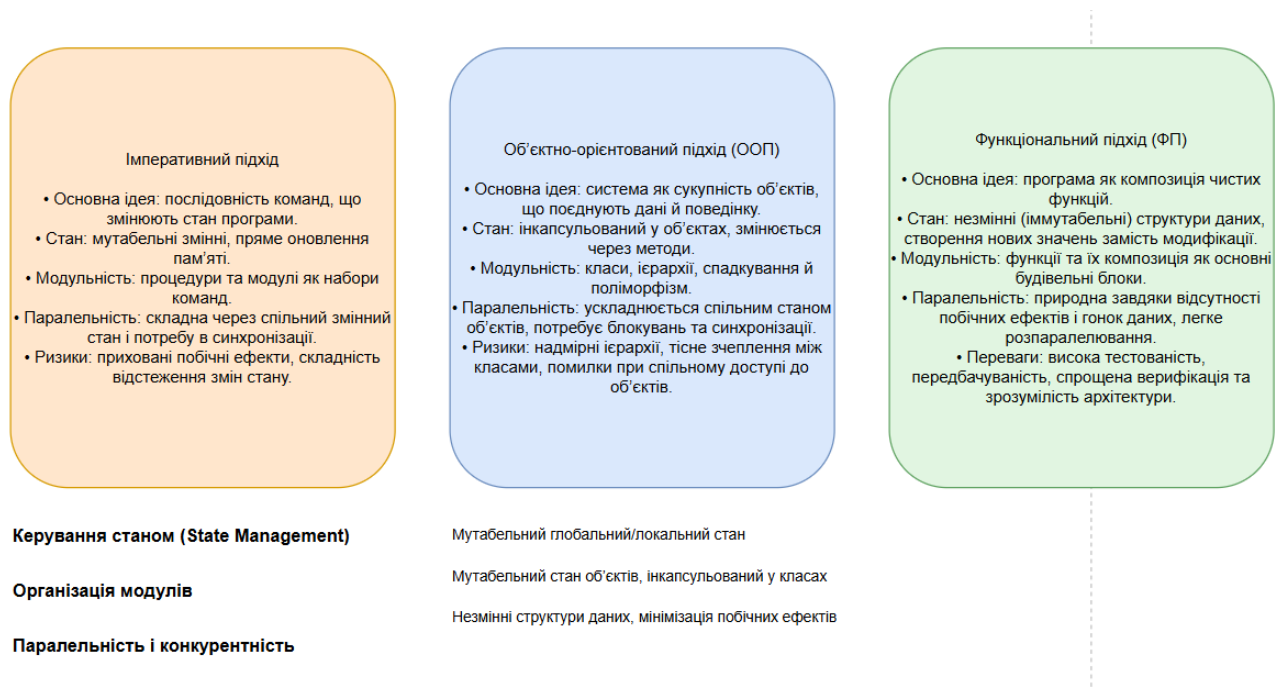 Імперативний підхід
• Основна ідея: послідовність команд, що
змінюють стан програми.
• Стан: мутабельні змінні, пряме оновлення
пам’яті.
• Модульність: процедури та модулі як набори
команд.
• Паралельність: складна через спільний змінний
стан і потребу в синхронізації.
• Ризики: приховані побічні ефекти, складність
відстеження змін стану.
Об’єктно-орієнтований підхід (ООП)
• Основна ідея: система як сукупність об’єктів,
що поєднують дані й поведінку.
• Стан: інкапсульований у об’єктах, змінюється
через методи.
• Модульність: класи, ієрархії, спадкування й
поліморфізм.
• Паралельність: ускладнюється спільним станом
об’єктів, потребує блокувань та синхронізації.
• Ризики: надмірні ієрархії, тісне зчеплення між
класами, помилки при спільному доступі до
об’єктів.
Функціональний підхід (ФП)
• Основна ідея: програма як композиція чистих
функцій.
• Стан: незмінні (іммутабельні) структури даних,
створення нових значень замість модифікації.
• Модульність: функції та їх композиція як основні
будівельні блоки.
• Паралельність: природна завдяки відсутності
побічних ефектів і гонок даних, легке
розпаралелювання.
• Переваги: висока тестованість,
передбачуваність, спрощена верифікація та
зрозумілість архітектури.
Керування станом (State Management)
Організація модулів
Паралельність і конкурентність
Мутабельний глобальний/локальний стан
Мутабельний стан об’єктів, інкапсульований у класах
Незмінні структури даних, мінімізація побічних ефектів